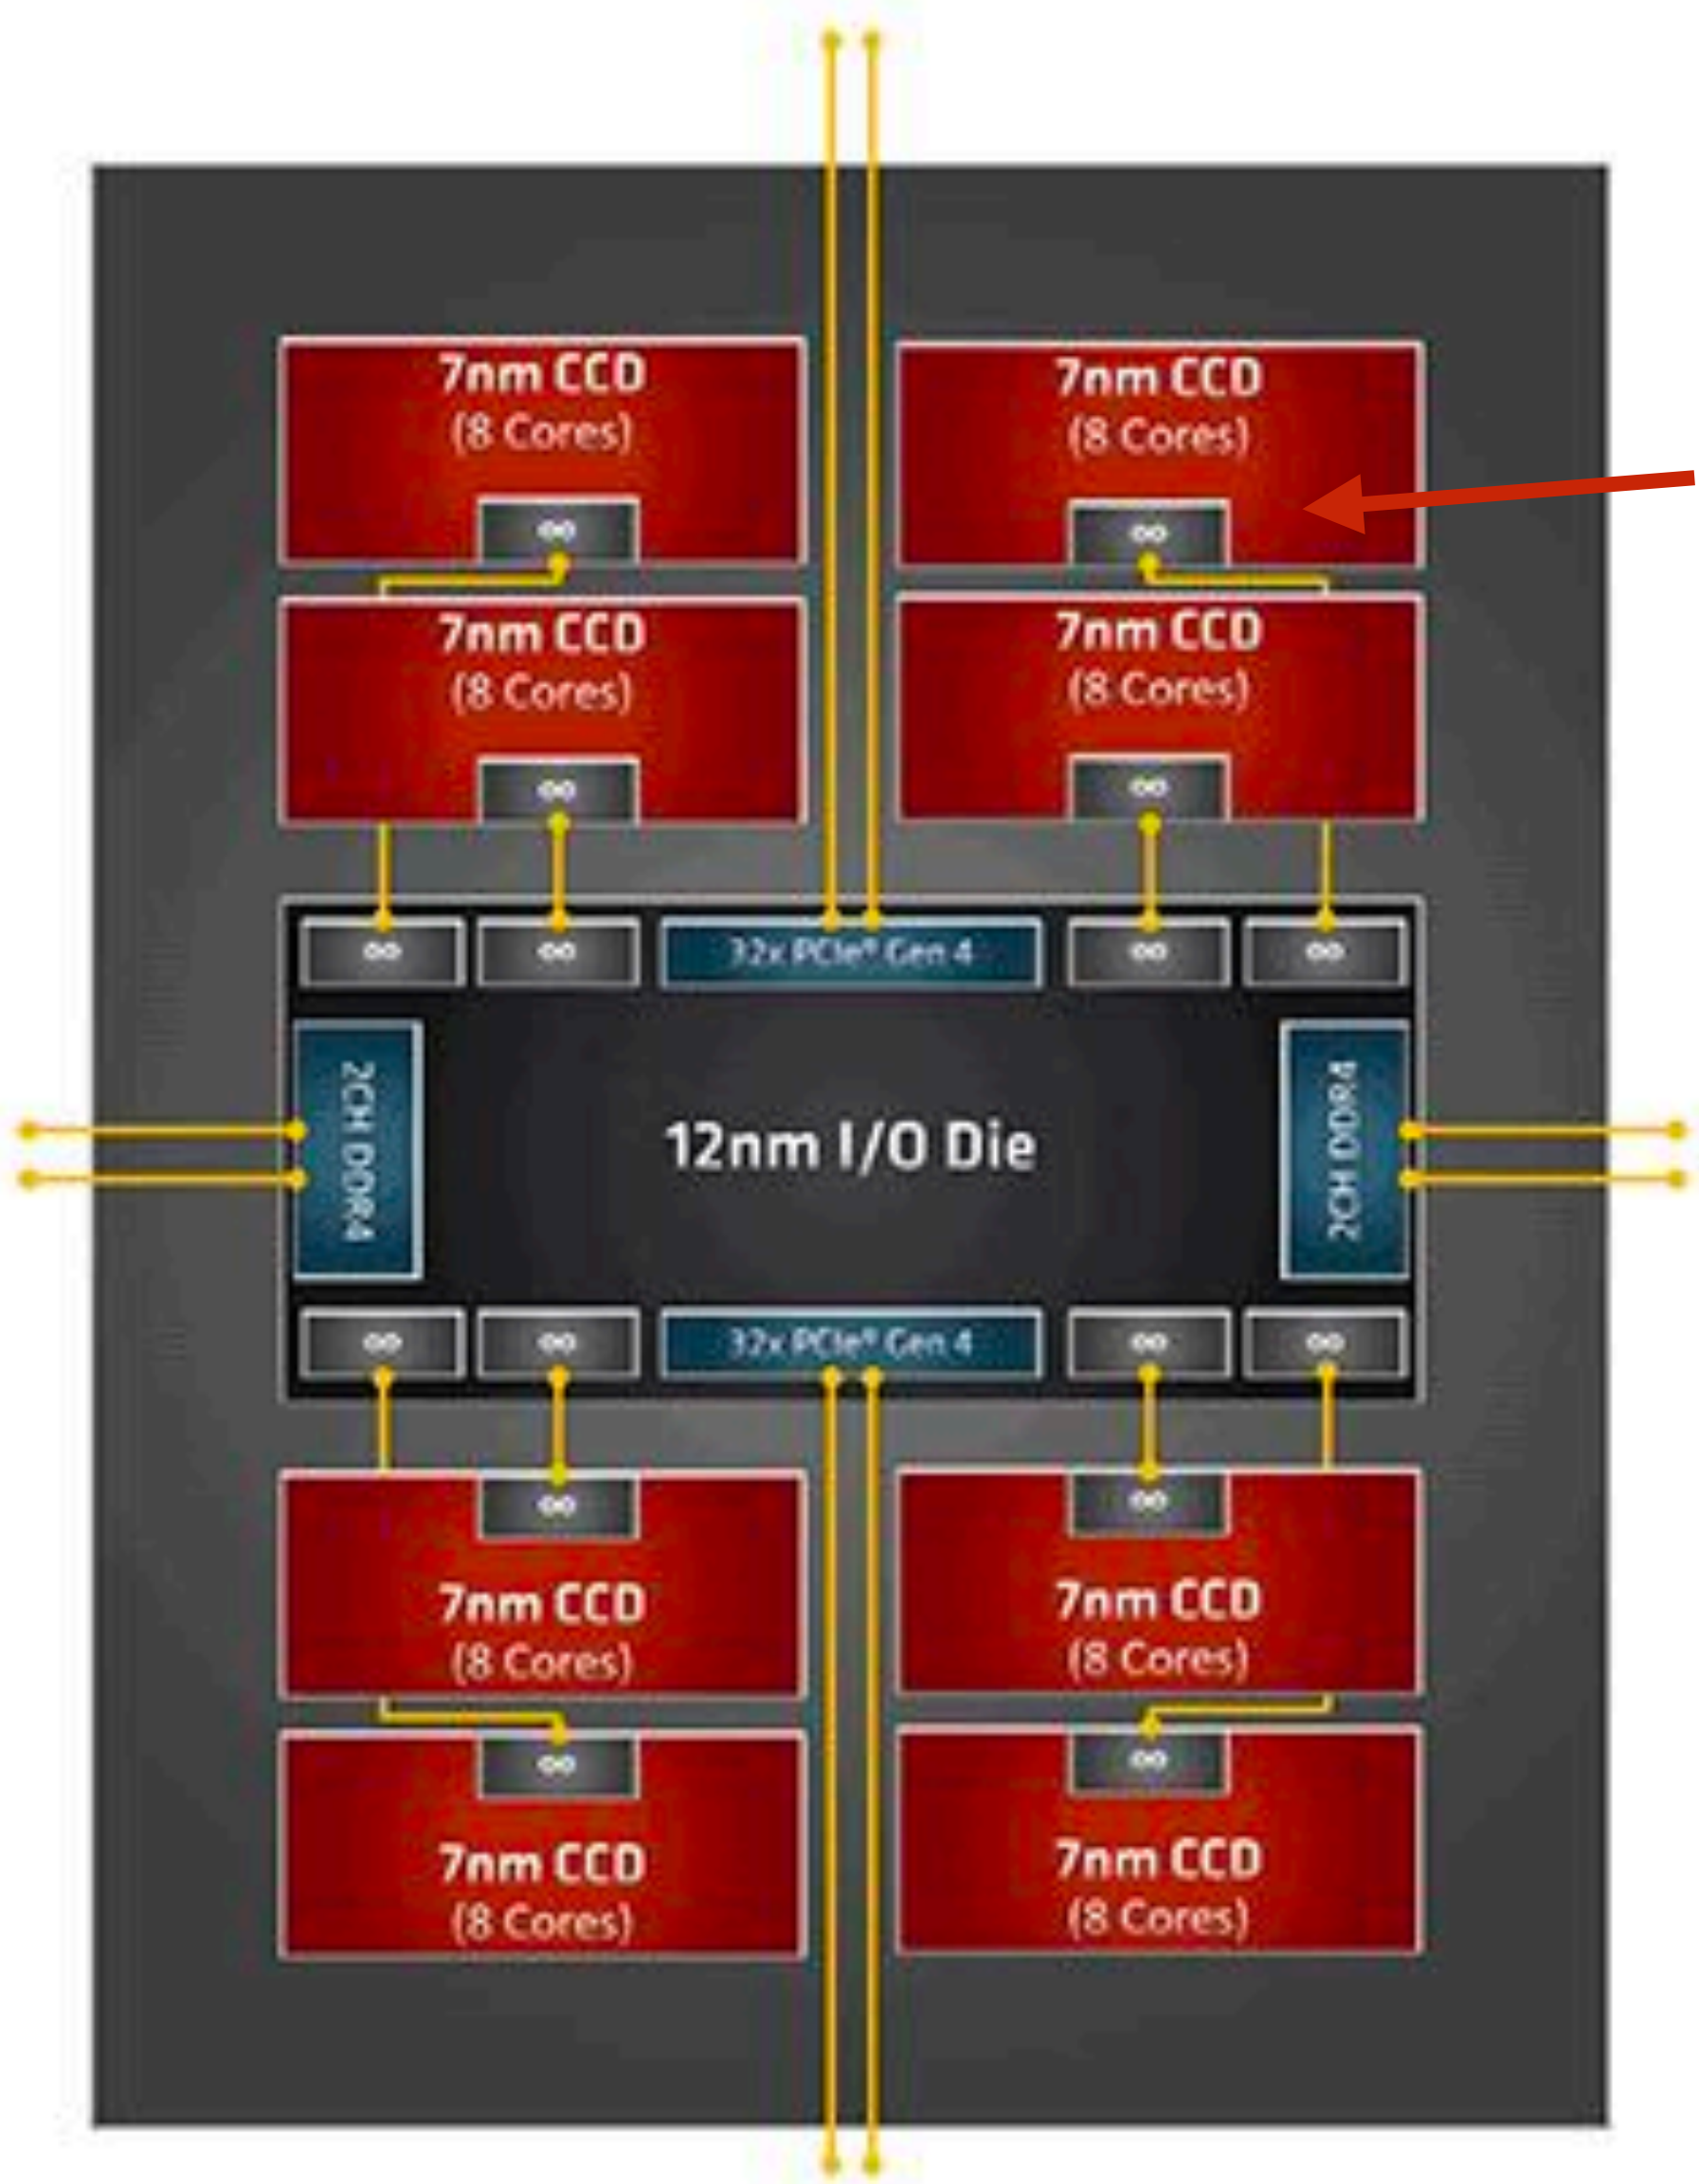 7nm CCD
(8 Cores)
7nm CCD
(8 Cores)
∞
∞
7nm CCD
(8 Cores)
7nm CCD
(8 Cores)
∞
∞
∞
∞
32x PCIe® Gen 4
∞
∞
2CH DDR4
12nm I/O Die
2CH DDR4
∞
∞
32x PCIe® Gen 4
∞
∞
∞
∞
7nm CCD
(8 Cores)
7nm CCD
(8 Cores)
∞
∞
7nm CCD
(8 Cores)
7nm CCD
(8 Cores)